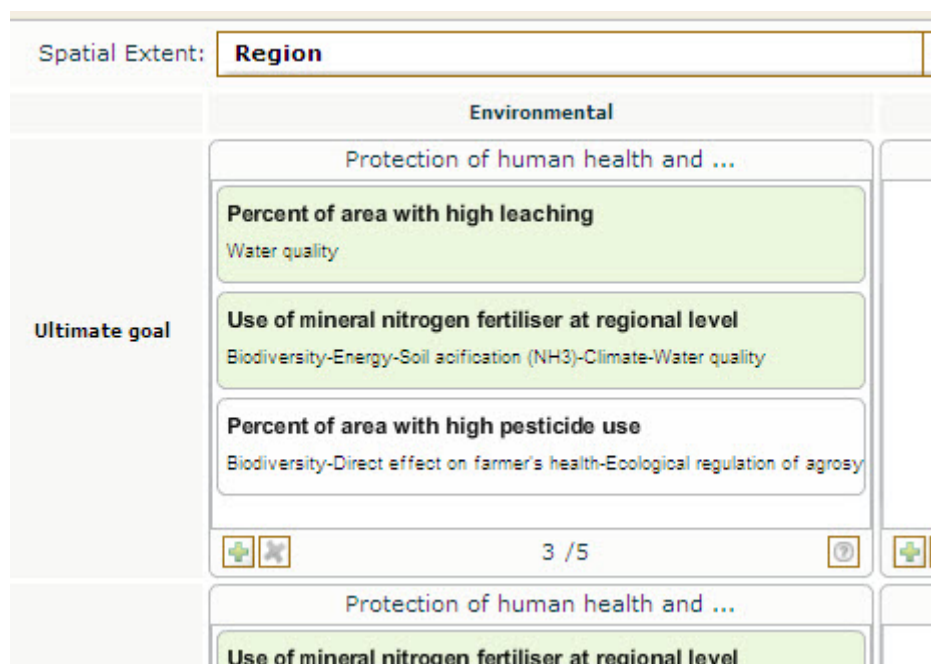 Spatial Extent: Region
Environmental
Protection of human health and ...
Percent of area with high leaching
Water quality
Ultimate goal
Use of mineral nitrogen fertiliser at regional level
Biodiversity-Energy-Soil acification (NH3)-Climate-Water quality
Percent of area with high pesticide use
Biodiversity-Direct effect on farmer's health-Ecological regulation of agrosy
3 /5
Protection of human health and ...
Use of mineral nitrogen fertiliser at regional level